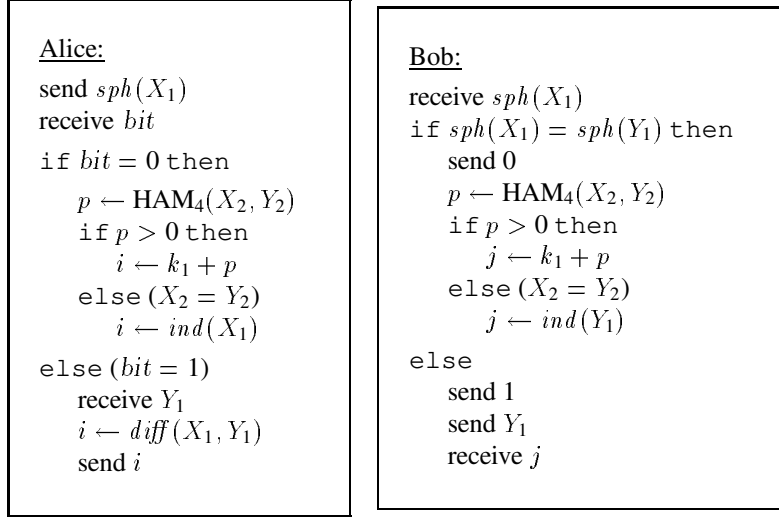 Alice:
send sph(X₁)
receive bit
if bit = 0 then
p ← HAM₄(X₂, Y₂)
if p > 0 then
i ← k₁ + p
else (X₂ = Y₂)
i ← ind(X₁)
else (bit = 1)
receive Y₁
i ← diff(X₁, Y₁)
send i
Bob:
receive sph(X₁)
if sph(X₁) = sph(Y₁) then
send 0
p ← HAM₄(X₂, Y₂)
if p > 0 then
j ← k₁ + p
else (X₂ = Y₂)
j ← ind(Y₁)
else
send 1
send Y₁
receive j